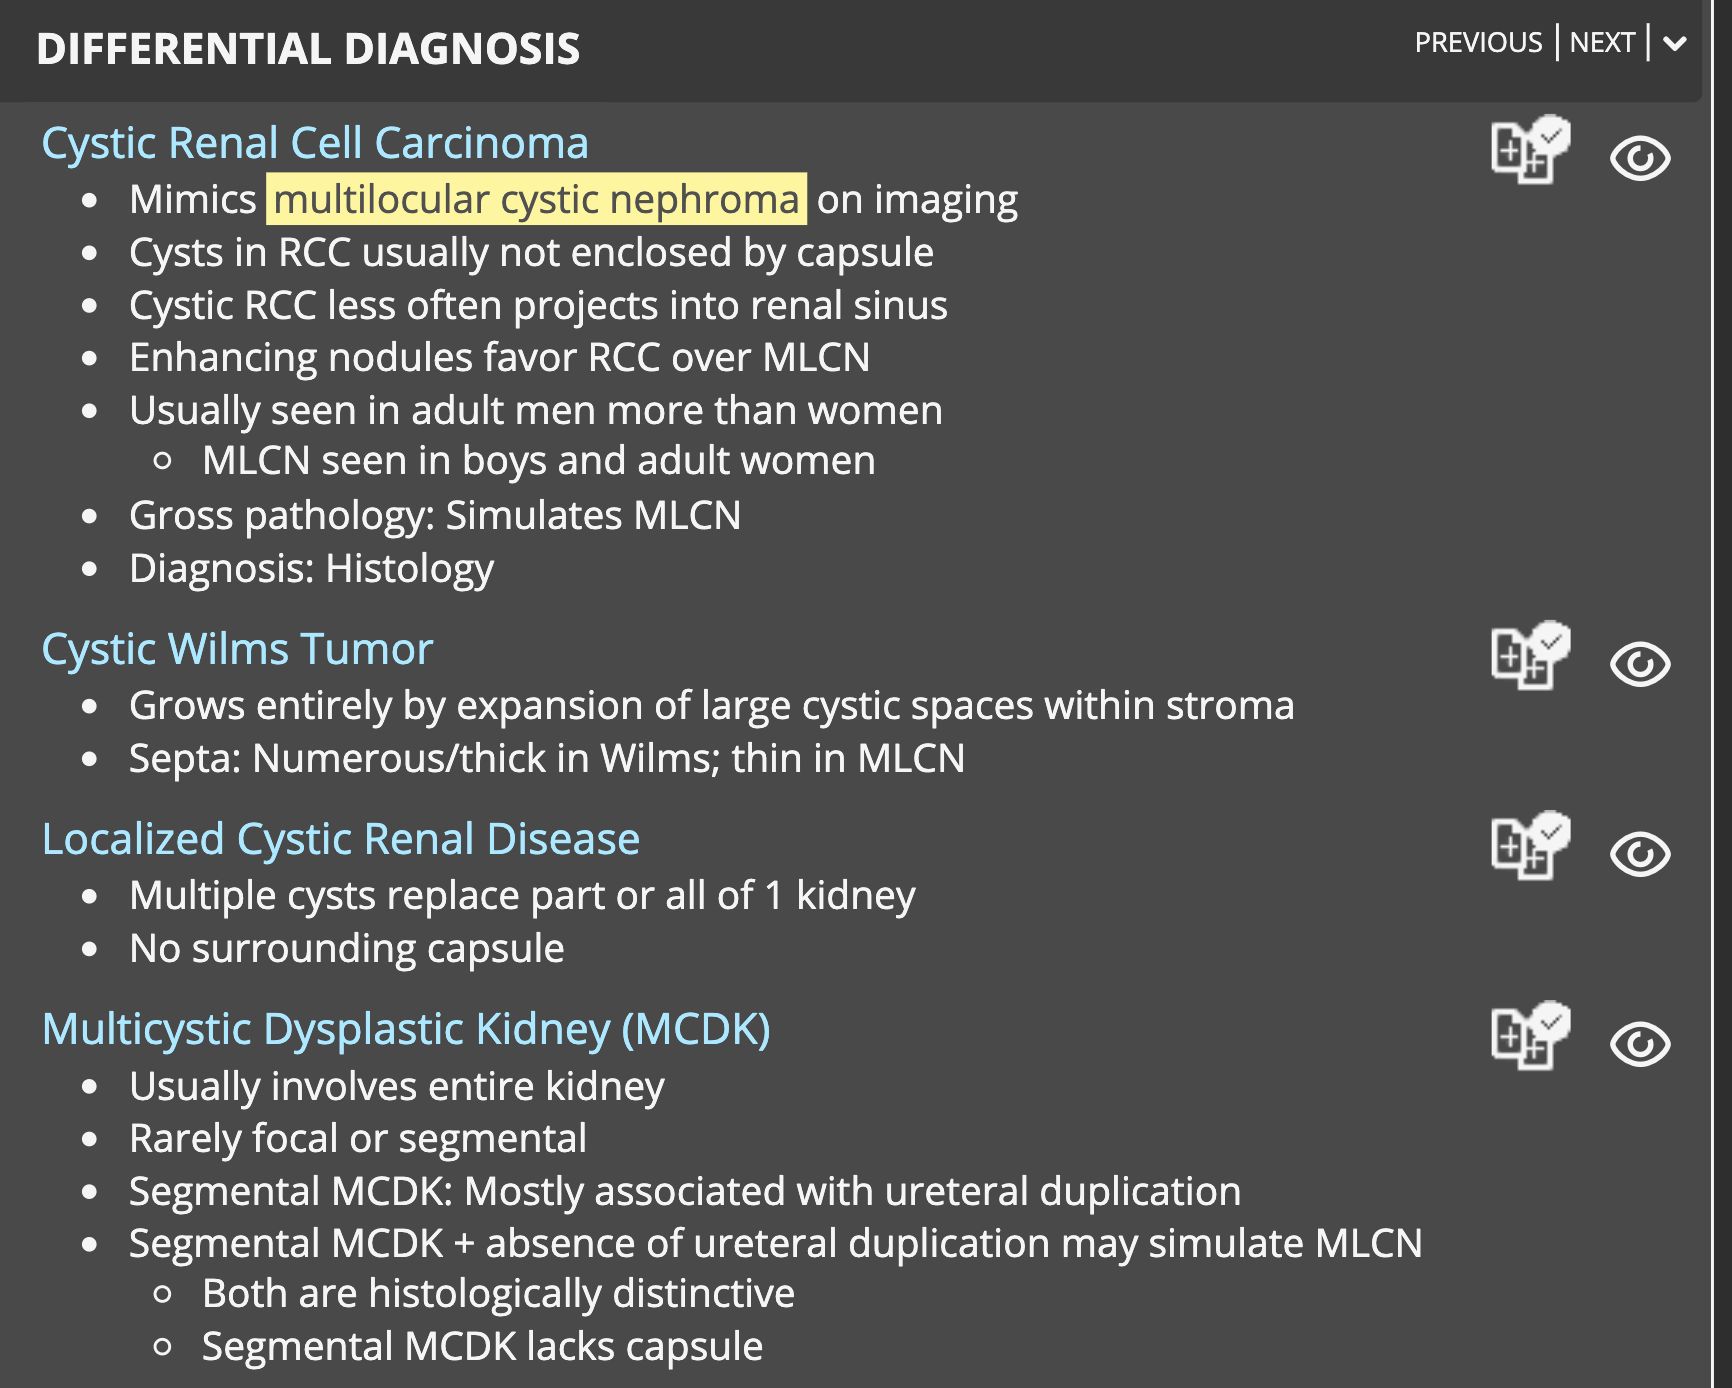 DIFFERENTIAL DIAGNOSIS
PREVIOUS | NEXT |
Cystic Renal Cell Carcinoma
• Mimics multilocular cystic nephroma on imaging
• Cysts in RCC usually not enclosed by capsule
• Cystic RCC less often projects into renal sinus
• Enhancing nodules favor RCC over MLCN
• Usually seen in adult men more than women
○ MLCN seen in boys and adult women
• Gross pathology: Simulates MLCN
• Diagnosis: Histology
Cystic Wilms Tumor
• Grows entirely by expansion of large cystic spaces within stroma
• Septa: Numerous/thick in Wilms; thin in MLCN
Localized Cystic Renal Disease
• Multiple cysts replace part or all of 1 kidney
• No surrounding capsule
Multicystic Dysplastic Kidney (MCDK)
• Usually involves entire kidney
• Rarely focal or segmental
• Segmental MCDK: Mostly associated with ureteral duplication
• Segmental MCDK + absence of ureteral duplication may simulate MLCN
○ Both are histologically distinctive
○ Segmental MCDK lacks capsule